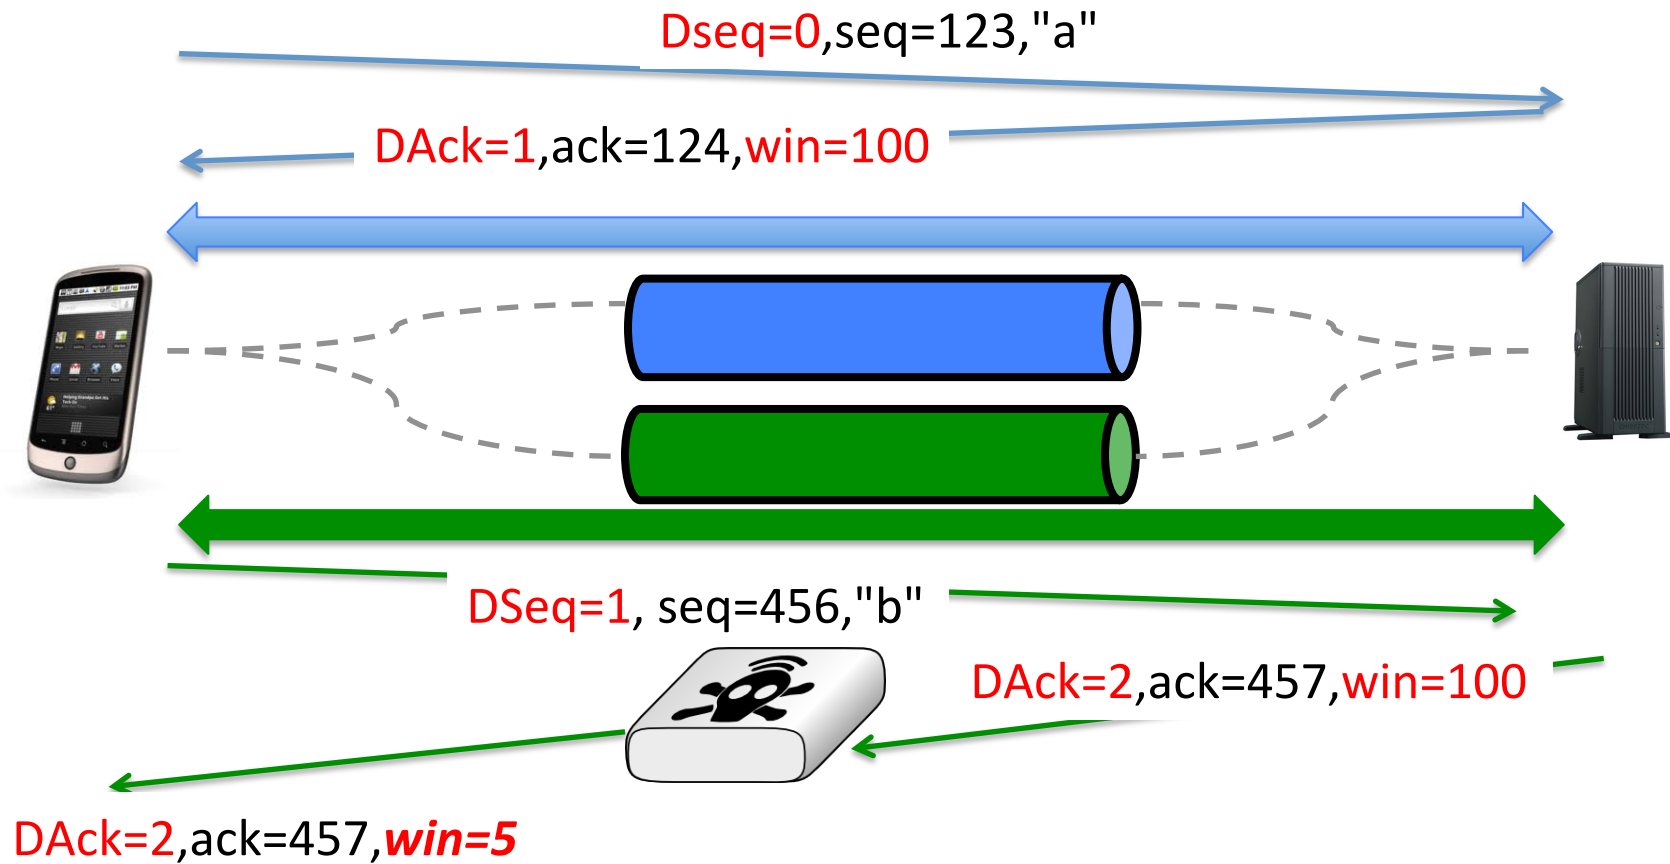 Dseq=0,seq=123,"a"
DAck=1,ack=124,win=100
DSeq=1, seq=456,"b"
DAck=2,ack=457,win=100
DAck=2,ack=457,win=5